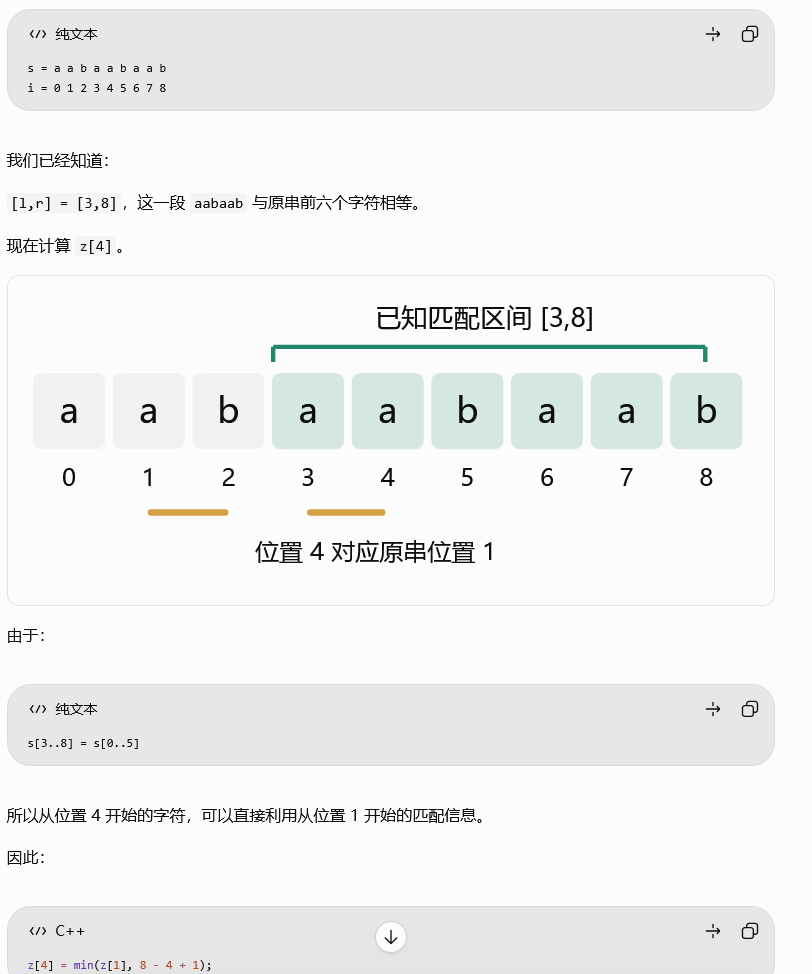 纯文本
s = a a b a a b a a b
i = 0 1 2 3 4 5 6 7 8
我们已经知道：
[l,r] = [3,8]，这一段 aabaab 与原串前六个字符相等。
现在计算 z[4]。
已知匹配区间 [3,8]
a a b a a b a a b
0 1 2 3 4 5 6 7 8
位置 4 对应原串位置 1
由于：
纯文本
s[3..8] = s[0..5]
所以从位置 4 开始的字符，可以直接利用从位置 1 开始的匹配信息。
因此：
C++
z[4] = min(z[1], 8 - 4 + 1);